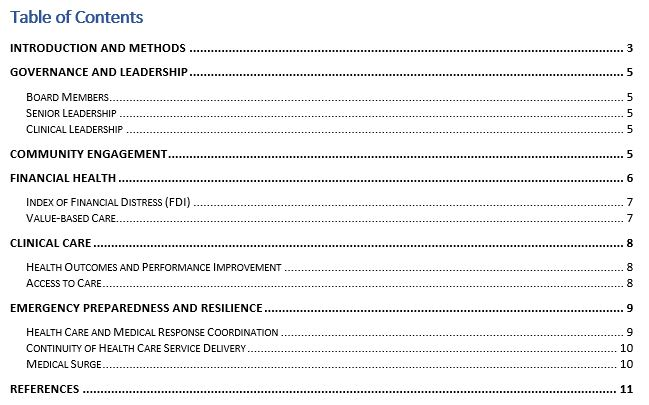 Table of Contents
INTRODUCTION AND METHODS ........ 3
GOVERNANCE AND LEADERSHIP ........ 5
BOARD MEMBERS ........ 5
SENIOR LEADERSHIP ........ 5
CLINICAL LEADERSHIP ........ 5
COMMUNITY ENGAGEMENT ........ 5
FINANCIAL HEALTH ........ 6
INDEX OF FINANCIAL DISTRESS (FDI) ........ 7
VALUE-BASED CARE ........ 7
CLINICAL CARE ........ 8
HEALTH OUTCOMES AND PERFORMANCE IMPROVEMENT ........ 8
ACCESS TO CARE ........ 8
EMERGENCY PREPAREDNESS AND RESILIENCE ........ 9
HEALTH CARE AND MEDICAL RESPONSE COORDINATION ........ 9
CONTINUITY OF HEALTH CARE SERVICE DELIVERY ........ 10
MEDICAL SURGE ........ 10
REFERENCES ........ 11